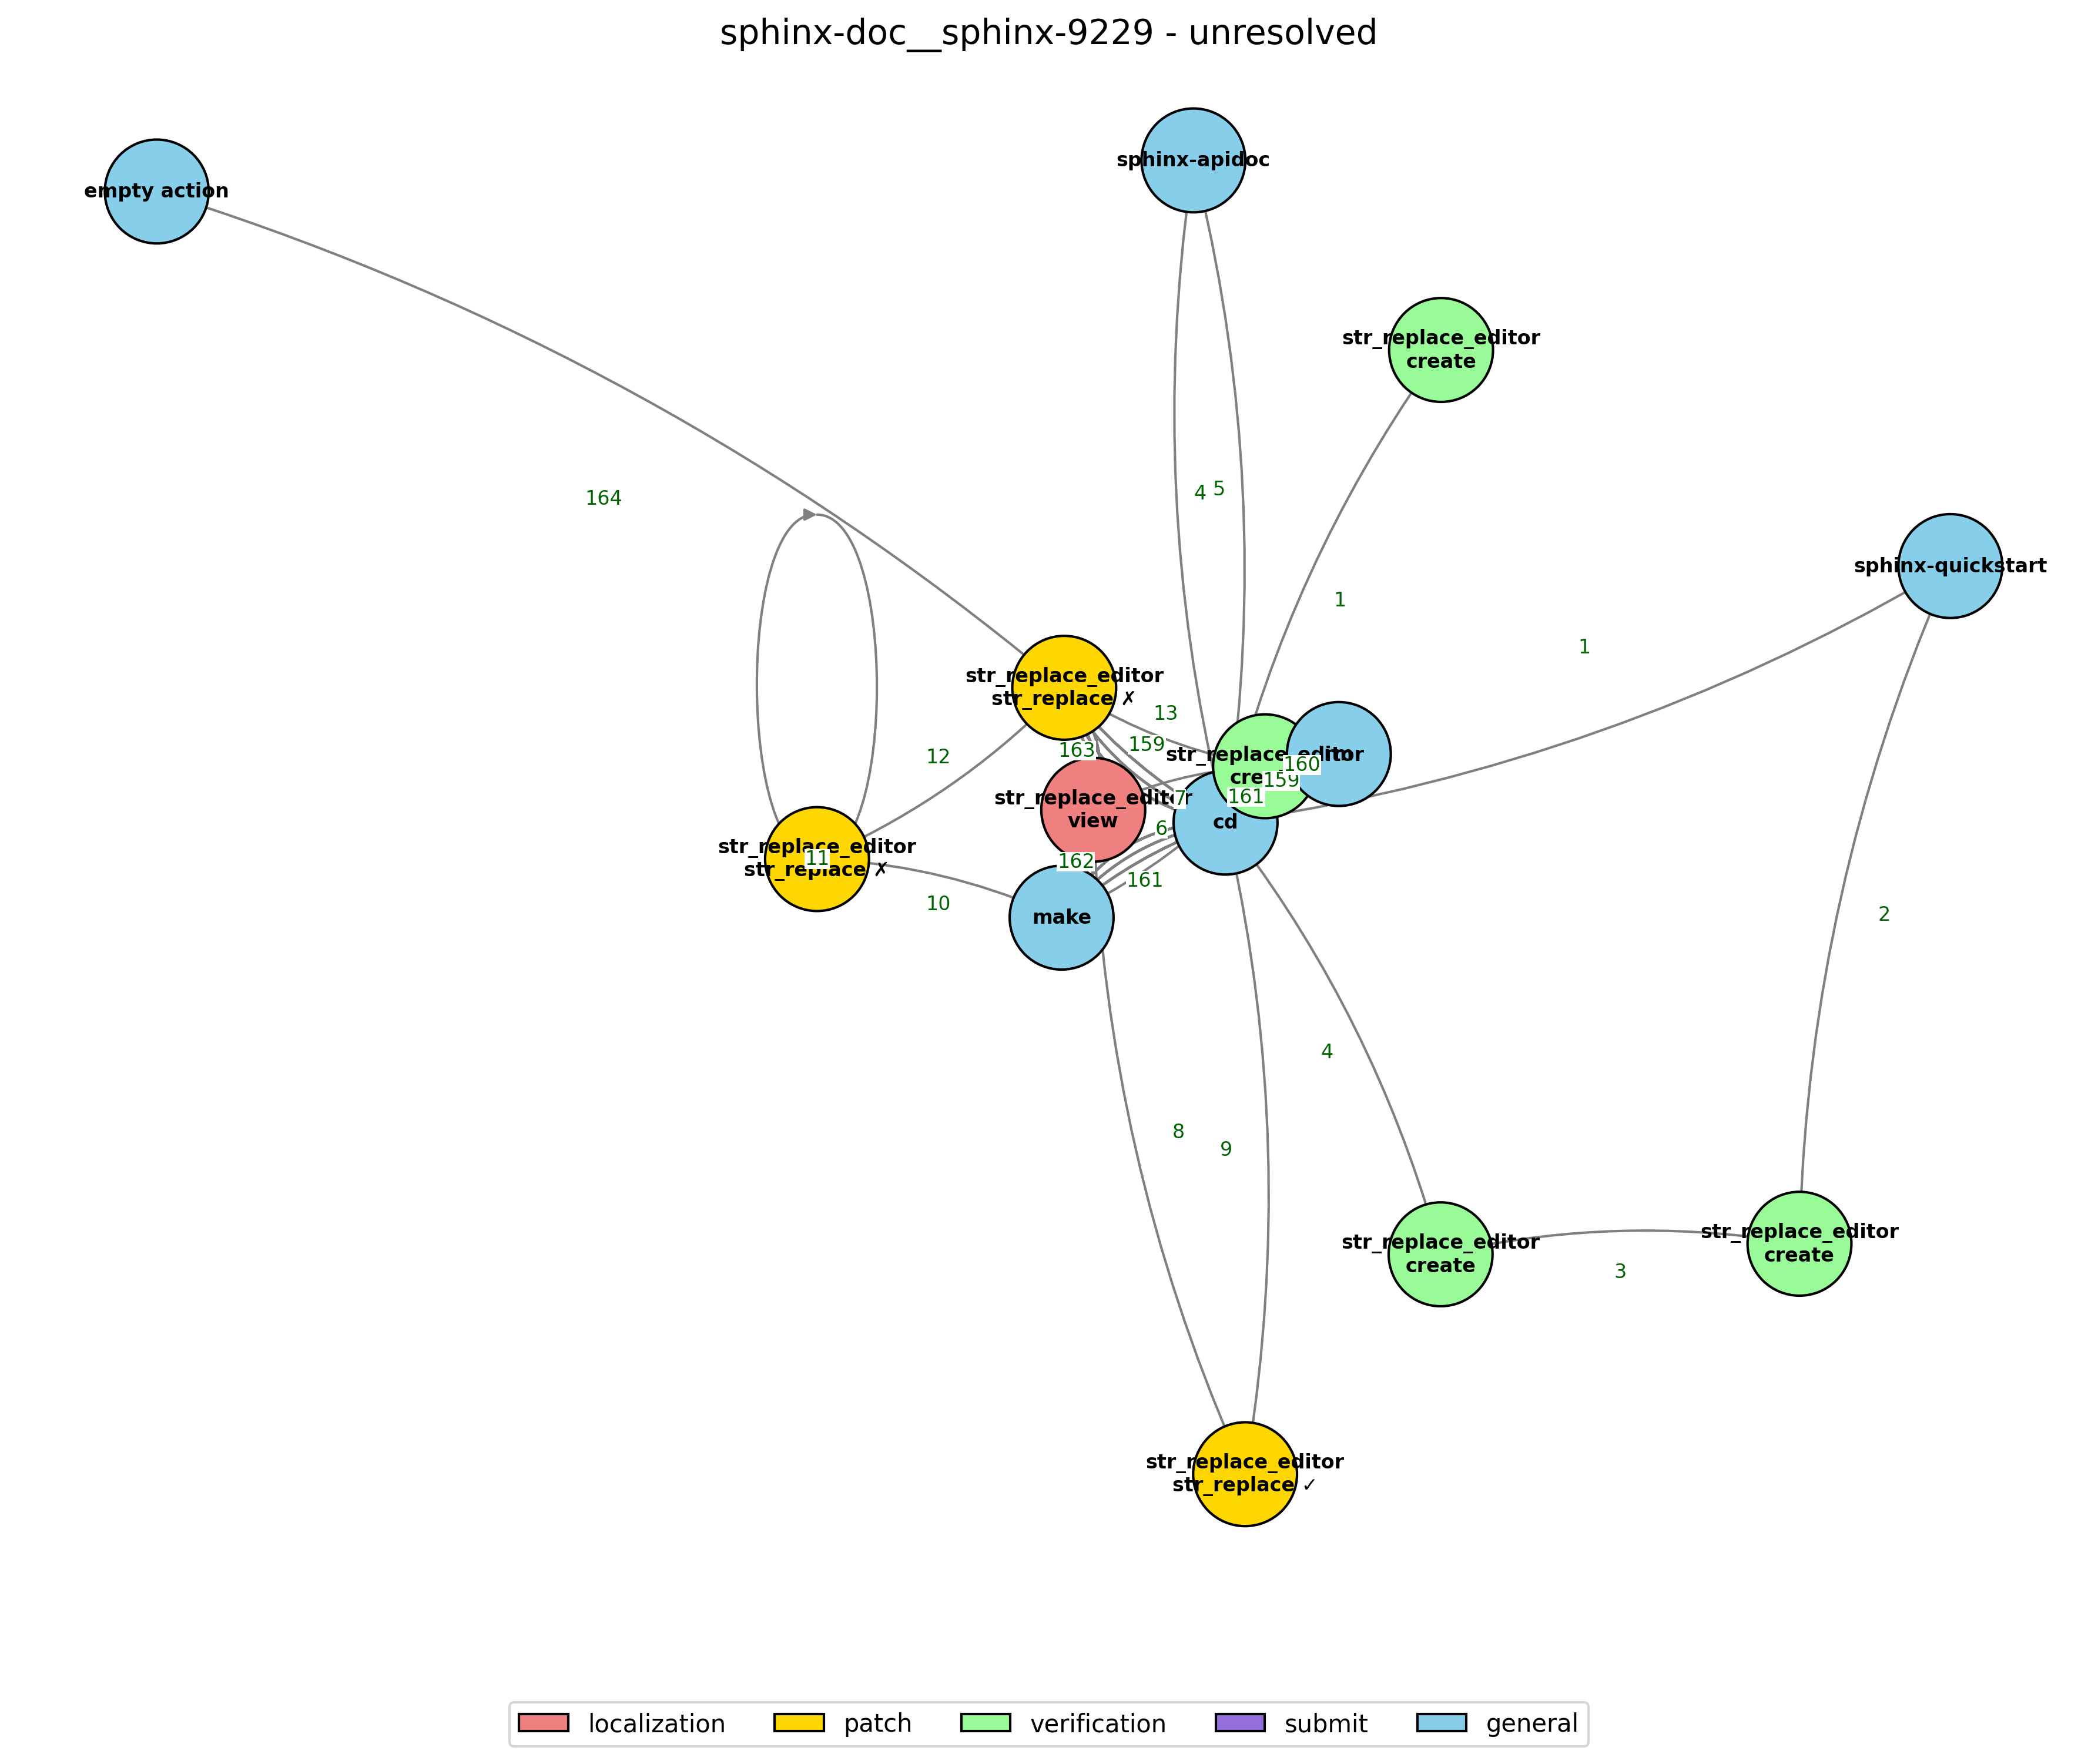 sphinx-doc__sphinx-9229 - unresolved
sphinx-apidoc
empty action
str_replace_editor
create
4
5
164
sphinx-quickstart
1
1
str_replace_editor
str_replace ✗
13
159
163
12
str_replace_editor
160
159
161
7
str_replace_editor
view
cd
6
162
161
str_replace_editor
str_replace ✗
11
10
make
2
4
8
9
str_replace_editor
create
str_replace_editor
create
3
str_replace_editor
str_replace ✓
localization
patch
verification
submit
general